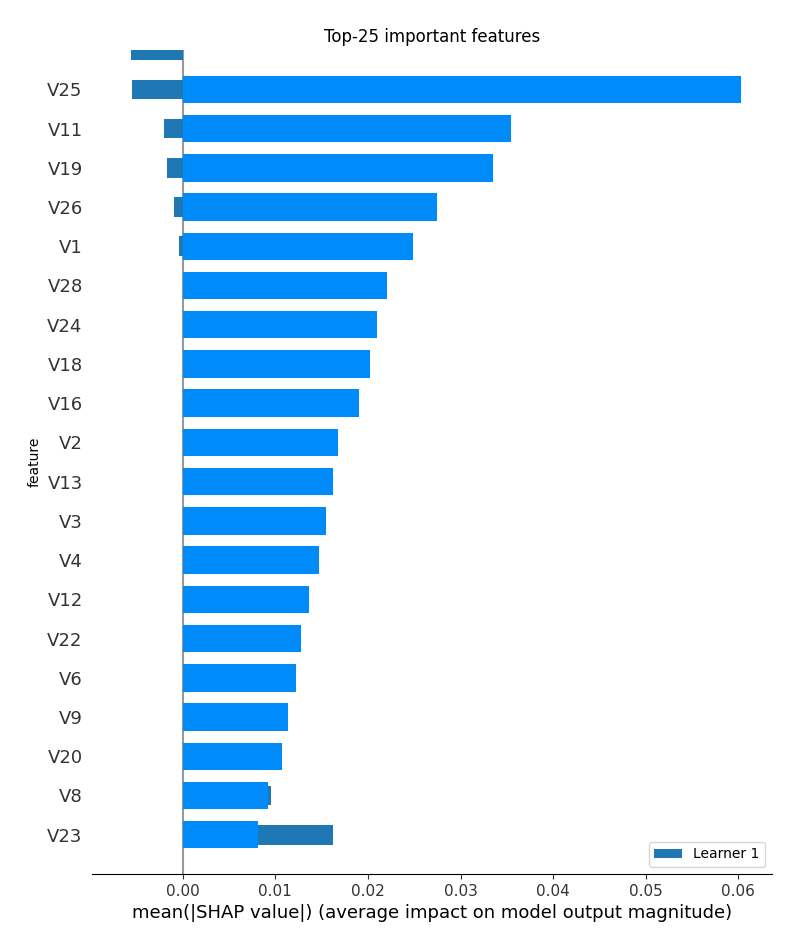 Top-25 important features
V25
V11
V19
V26
V1
V28
V24
V18
V16
V2
feature
V13
V3
V4
V12
V22
V6
V9
V20
V8
V23
Learner 1
0.00 0.01 0.02 0.03 0.04 0.05 0.06
mean(|SHAP value|) (average impact on model output magnitude)